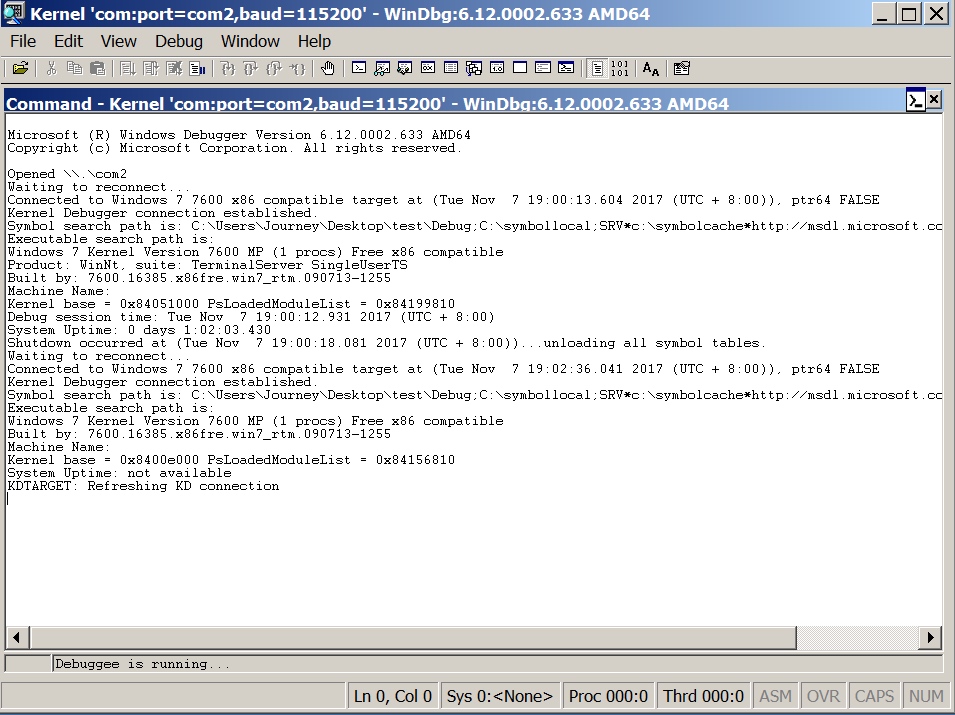 Kernel 'com:port=com2,baud=115200' - WinDbg:6.12.0002.633 AMD64
File Edit View Debug Window Help
101
101
AA
Command - Kernel 'com:port=com2,baud=115200' - WinDbg:6.12.0002.633 AMD64
Microsoft (R) Windows Debugger Version 6.12.0002.633 AMD64
Copyright (c) Microsoft Corporation. All rights reserved.
Opened \\.\com2
Waiting to reconnect...
Connected to Windows 7 7600 x86 compatible target at (Tue Nov  7 19:00:13.604 2017 (UTC + 8:00)), ptr64 FALSE
Kernel Debugger connection established.
Symbol search path is: C:\Users\Journey\Desktop\test\Debug;C:\symbollocal;SRV*c:\symbolcache*http://msdl.microsoft.co
Executable search path is:
Windows 7 Kernel Version 7600 MP (1 procs) Free x86 compatible
Product: WinNt, suite: TerminalServer SingleUserTS
Built by: 7600.16385.x86fre.win7_rtm.090713-1255
Machine Name:
Kernel base = 0x84051000 PsLoadedModuleList = 0x84199810
Debug session time: Tue Nov  7 19:00:12.931 2017 (UTC + 8:00)
System Uptime: 0 days 1:02:03.430
Shutdown occurred at (Tue Nov  7 19:00:18.081 2017 (UTC + 8:00))...unloading all symbol tables.
Waiting to reconnect...
Connected to Windows 7 7600 x86 compatible target at (Tue Nov  7 19:02:36.041 2017 (UTC + 8:00)), ptr64 FALSE
Kernel Debugger connection established.
Symbol search path is: C:\Users\Journey\Desktop\test\Debug;C:\symbollocal;SRV*c:\symbolcache*http://msdl.microsoft.co
Executable search path is:
Windows 7 Kernel Version 7600 MP (1 procs) Free x86 compatible
Built by: 7600.16385.x86fre.win7_rtm.090713-1255
Machine Name:
Kernel base = 0x8400e000 PsLoadedModuleList = 0x84156810
System Uptime: not available
KDTARGET: Refreshing KD connection
Debuggee is running...
Ln 0, Col 0 Sys 0:<None> Proc 000:0 Thrd 000:0 ASM OVR CAPS NUM